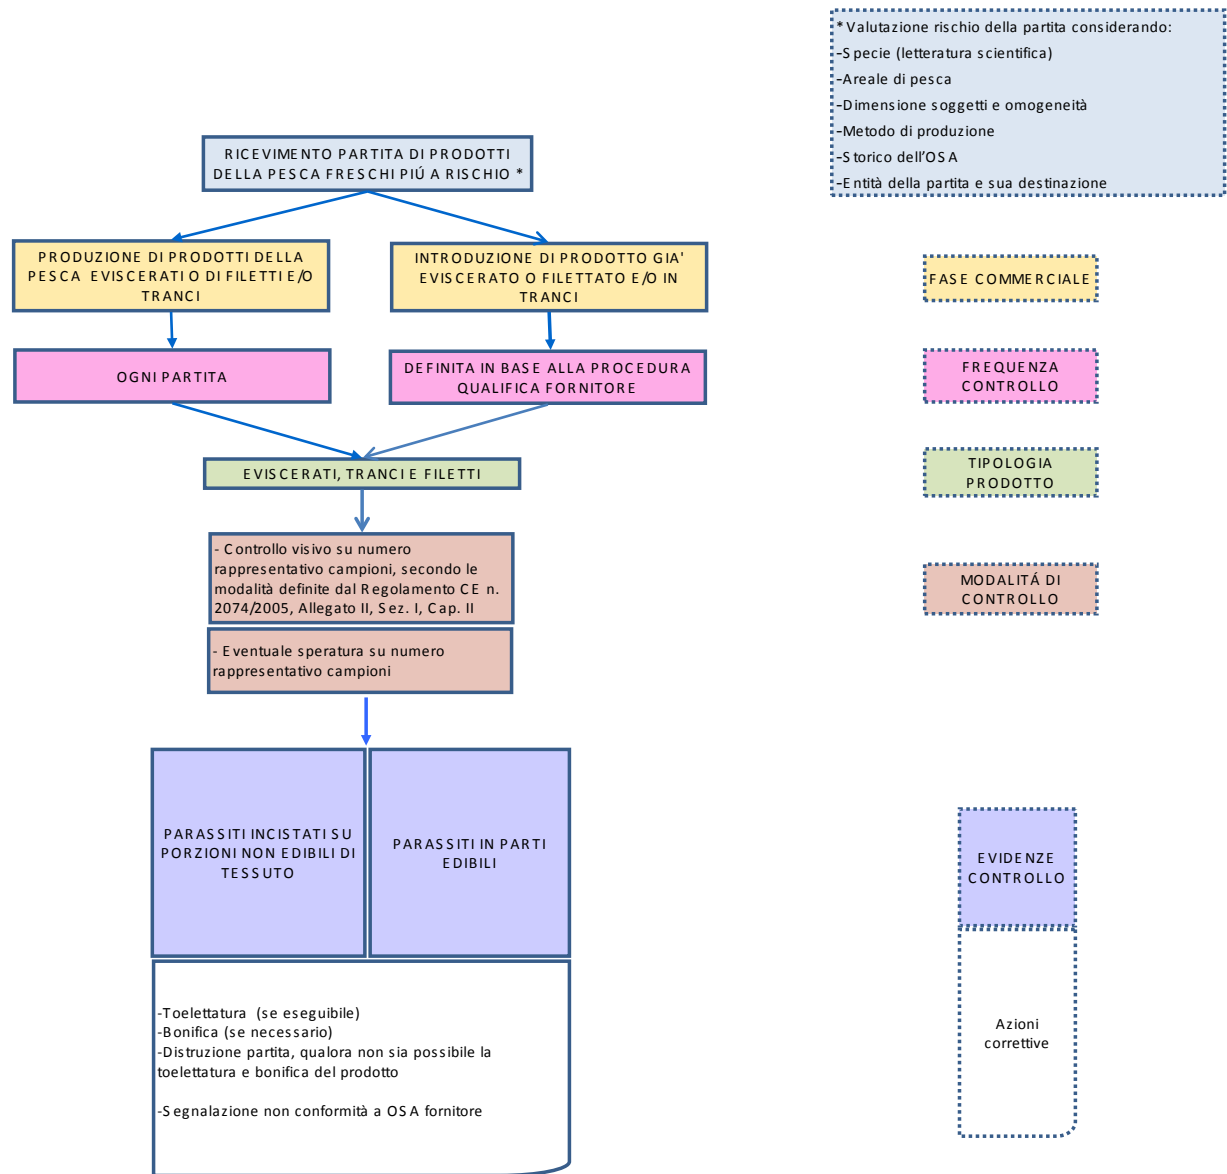 * Valutazione rischio della partita considerando:
-Specie (letteratura scientifica)
-Areale di pesca
-Dimensione soggetti e omogeneità
-Metodo di produzione
-Storico dell'OSA
-Entità della partita e sua destinazione
RICEVIMENTO PARTITA DI PRODOTTI
DELLA PESCA FRESCHI PIÚ A RISCHIO *
PRODUZIONE DI PRODOTTI DELLA
PESCA EVISCERATI O DI FILETTI E/O
TRANCI
INTRODUZIONE DI PRODOTTO GIA'
EVISCERATO O FILETTATO E/O IN
TRANCI
FASE COMMERCIALE
OGNI PARTITA
DEFINITA IN BASE ALLA PROCEDURA
QUALIFICA FORNITORE
FREQUENZA
CONTROLLO
EVISCERATI, TRANCI E FILETTI
TIPOLOGIA
PRODOTTO
- Controllo visivo su numero
rappresentativo campioni, secondo le
modalità definite dal Regolamento CE n.
2074/2005, Allegato II, Sez. I, Cap. II
- Eventuale speratura su numero
rappresentativo campioni
MODALITÁ DI
CONTROLLO
PARASSITI INCISTATI SU
PORZIONI NON EDIBILI DI
TESSUTO
PARASSITI IN PARTI
EDIBILI
EVIDENZE
CONTROLLO
-Toelettatura (se eseguibile)
-Bonifica (se necessario)
-Distruzione partita, qualora non sia possibile la
toelettatura e bonifica del prodotto
-Segnalazione non conformità a OSA fornitore
Azioni
correttive